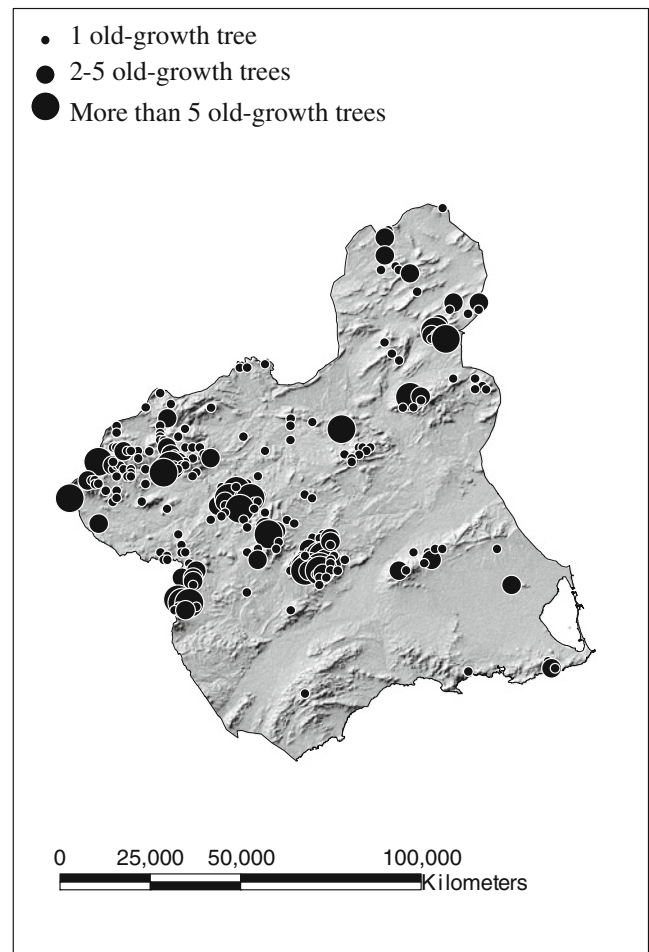 1 old-growth tree
2-5 old-growth trees
More than 5 old-growth trees
0 25,000 50,000 100,000
Kilometers